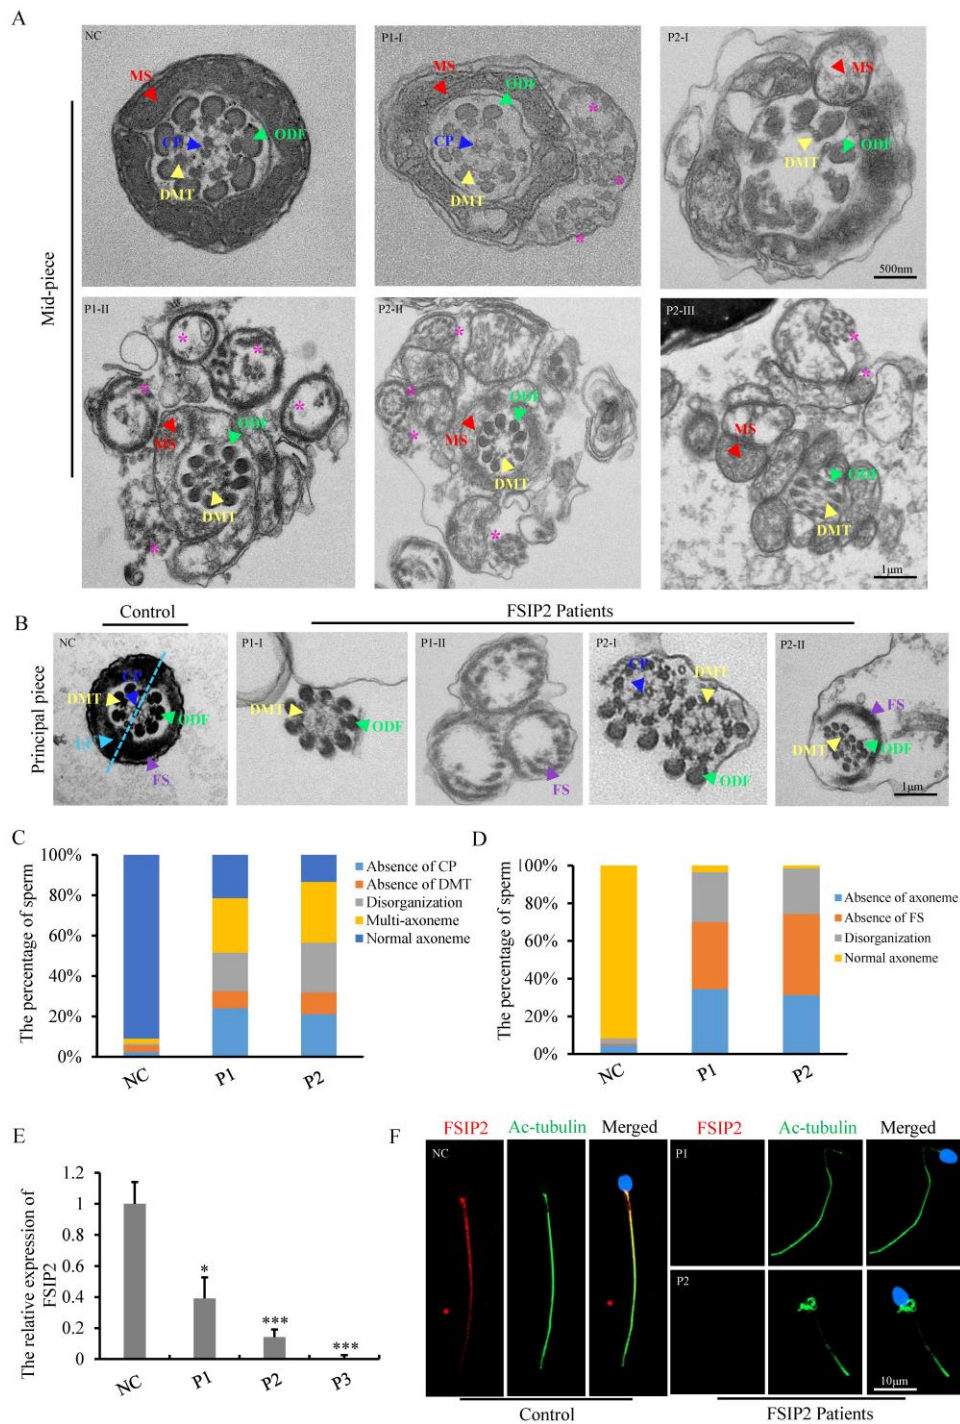 A
Mid-piece
NC
MS
CP
ODF
DMT
P1-I
MS
ODF
CP
DMT
*
*
*
P2-I
MS
DMT
ODF
500nm
P1-II
*
*
*
*
MS
ODF
DMT
*
P2-II
*
*
*
ODF
MS
DMT
*
P2-III
*
*
MS
ODF
DMT
1μm
Control
FSIP2 Patients
B
Principal piece
NC
CP
DMT
ODF
FS
P1-I
DMT
ODF
P1-II
FS
P2-I
CP
DMT
ODF
P2-II
FS
DMT
ODF
1μm
C
The percentage of sperm
100%
80%
60%
40%
20%
0%
NC
P1
P2
Absence of CP
Absence of DMT
Disorganization
Multi-axoneme
Normal axoneme
D
The percentage of sperm
100%
80%
60%
40%
20%
0%
NC
P1
P2
Absence of axoneme
Absence of FS
Disorganization
Normal axoneme
E
The relative expression of
FSIP2
1.2
1
0.8
0.6
0.4
0.2
0
*
***
***
NC
P1
P2
P3
F
FSIP2 Ac-tubulin Merged
NC
Control
FSIP2 Ac-tubulin Merged
P1
P2
10μm
FSIP2 Patients